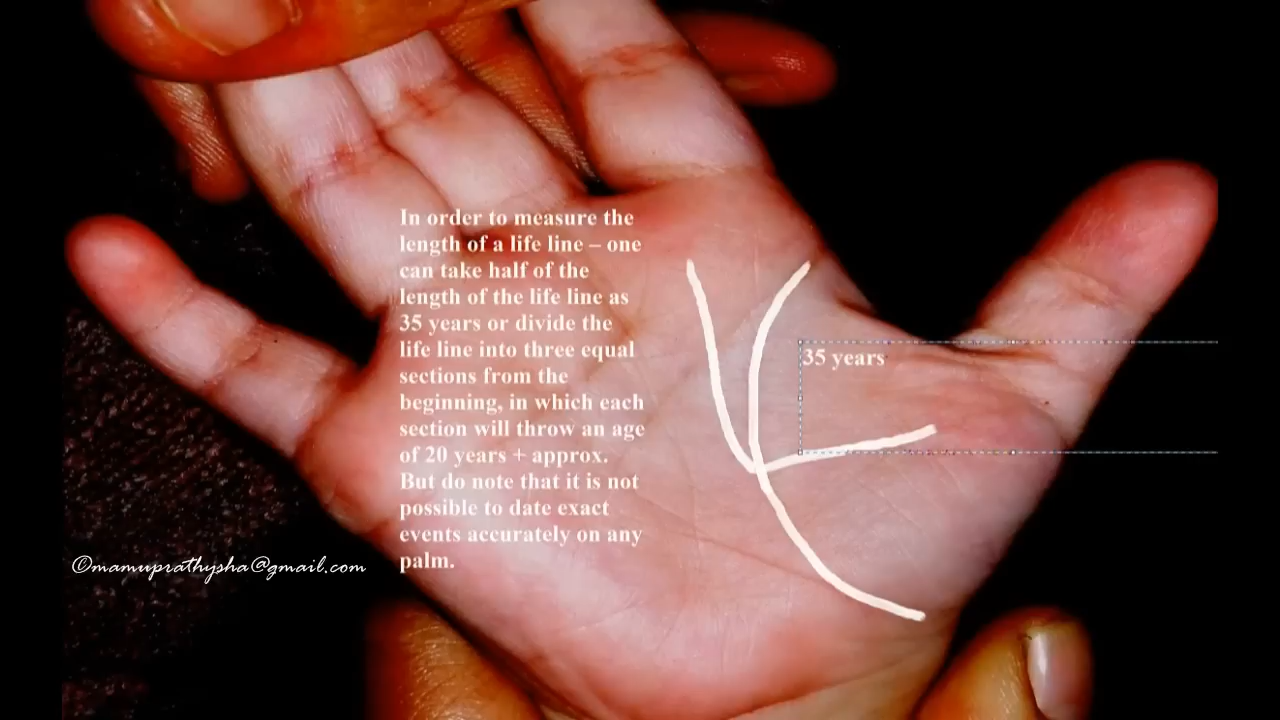 In order to measure the
length of a life line – one
can take half of the
length of the life line as
35 years or divide the
life line into three equal
sections from the
beginning, in which each
section will throw an age
of 20 years + approx.
But do note that it is not
possible to date exact
events accurately on any
palm.
35 years
©mamuprathysha@gmail.com